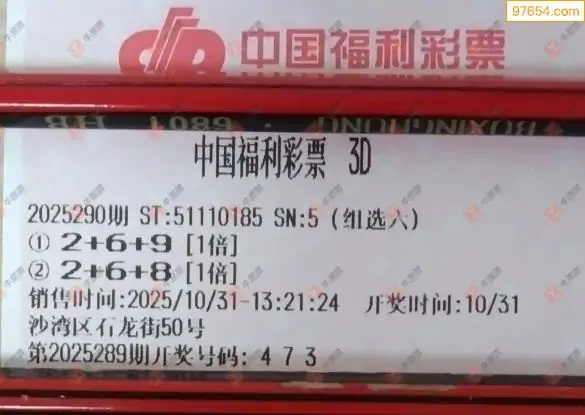 97654.com
中国福利彩票
BOXINGHONG · 6801 HB
中国福利彩票 3D
2025290期 ST:51110185 SN:5 (组选六)
① 2+6+9 [1倍]
② 2+6+8 [1倍]
销售时间:2025/10/31-13:21:24 开奖时间:10/31
沙湾区石龙街50号
第2025289期开奖号码: 4 7 3